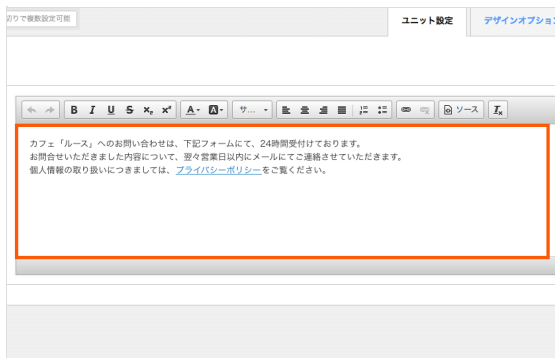 切りで複数設定可能
ユニット設定
デザインオプション
B I U S x₂ x² A A サ... ソース Tx
カフェ「ルース」へのお問い合わせは、下記フォームにて、24時間受付けております。
お問合せいただきました内容について、翌々営業日以内にメールにてご連絡させていただきます。
個人情報の取り扱いにつきましては、プライバシーポリシーをご覧ください。